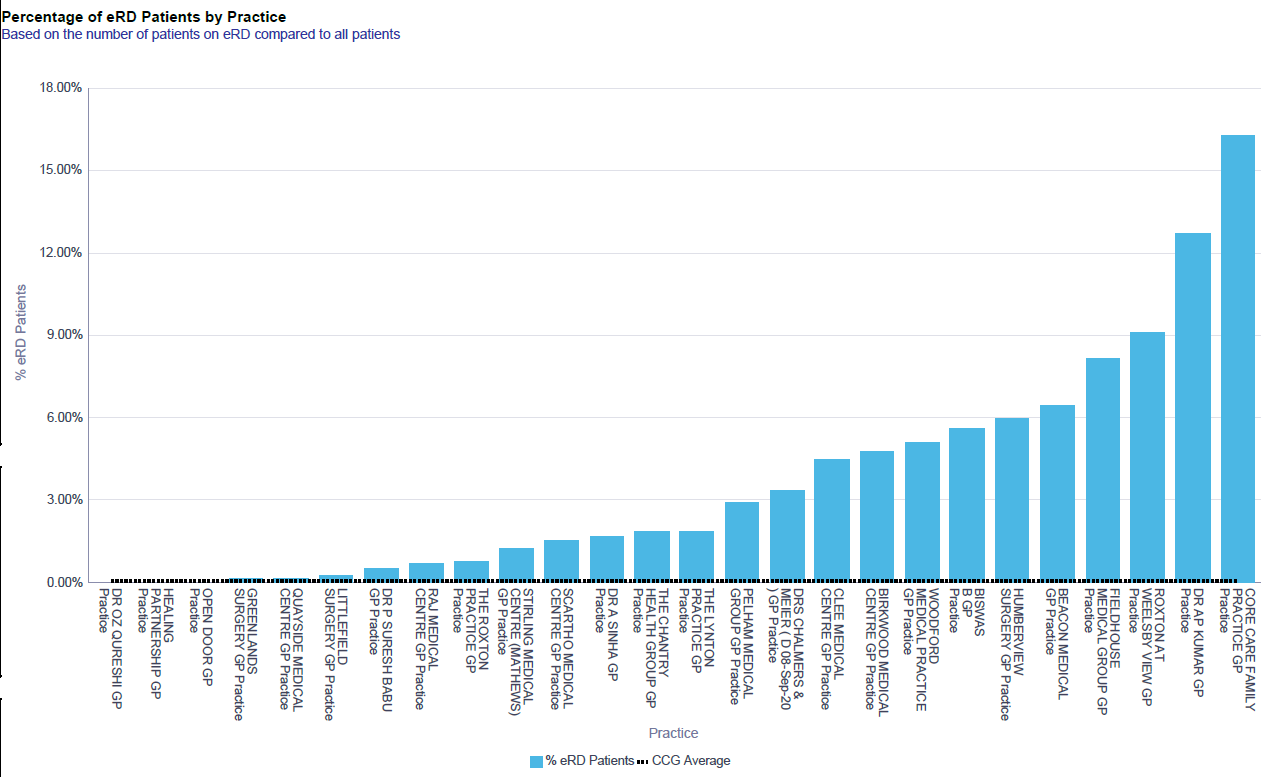 Percentage of eRD Patients by Practice
Based on the number of patients on eRD compared to all patients
18.00%
15.00%
12.00%
9.00%
6.00%
3.00%
0.00%
% eRD Patients
DR OZ QURESHI GP
Practice
HEALING
PARTNERSHIP GP
Practice
OPEN DOOR GP
Practice
GREENLANDS
SURGERY GP Practice
QUAYSIDE MEDICAL
CENTRE GP Practice
LITTLEFIELD
SURGERY GP Practice
DR P SURESH BABU
GP Practice
RAJ MEDICAL
CENTRE GP Practice
THE ROXTON
PRACTICE GP
Practice
STIRLING MEDICAL
CENTRE (MATHEWS)
GP Practice
SCARTHO MEDICAL
CENTRE GP Practice
DR A SINHA GP
Practice
THE CHANTRY
HEALTH GROUP GP
Practice
THE LYNTON
PRACTICE GP
Practice
PELHAM MEDICAL
GROUP GP Practice
DRS CHALMERS &
MEIER ( D 08-Sep-20
) GP Practice
CLEE MEDICAL
CENTRE GP Practice
BIRKWOOD MEDICAL
CENTRE GP Practice
WOODFORD
MEDICAL PRACTICE
GP Practice
BISWAS
B GP
Practice
HUMBERVIEW
SURGERY GP Practice
BEACON MEDICAL
GP Practice
FIELDHOUSE
MEDICAL GROUP GP
Practice
ROXTON AT
WEELSBY VIEW GP
Practice
DR AP KUMAR GP
Practice
CORE CARE FAMILY
PRACTICE GP
Practice
Practice
% eRD Patients
CCG Average